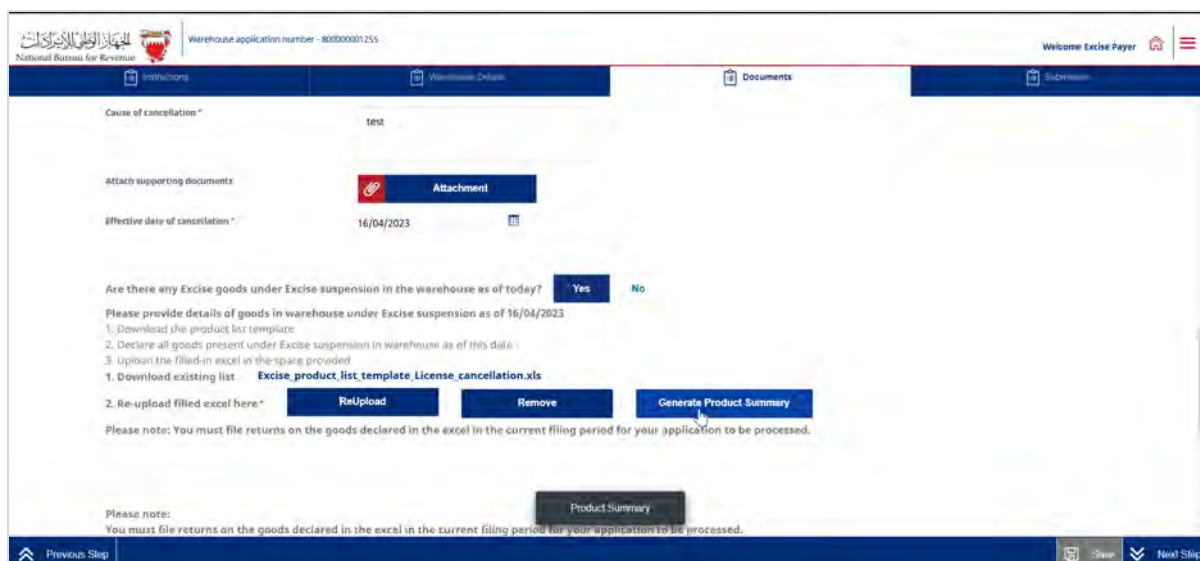 الجهاز الوطني للإيرادات
National Bureau for Revenue
Warehouse application number - 800000001255
Welcome Excise Payer
Instructions
Warehouse Details
Documents
Submission
Cause of cancellation *
test
Attach supporting documents
Attachment
Effective date of cancellation *
16/04/2023
Are there any Excise goods under Excise suspension in the warehouse as of today? Yes No
Please provide details of goods in warehouse under Excise suspension as of 16/04/2023
1. Download the product list template
2. Declare all goods present under Excise suspension in warehouse as of this date
3. Upload the filled-in excel in the space provided
1. Download existing list Excise_product_list_template_License_cancellation.xls
2. Re-upload filled excel here * ReUpload Remove Generate Product Summary
Please note: You must file returns on the goods declared in the excel in the current filing period for your application to be processed.
Product Summary
Please note:
You must file returns on the goods declared in the excel in the current filing period for your application to be processed.
Previous Step
Save
Next Step